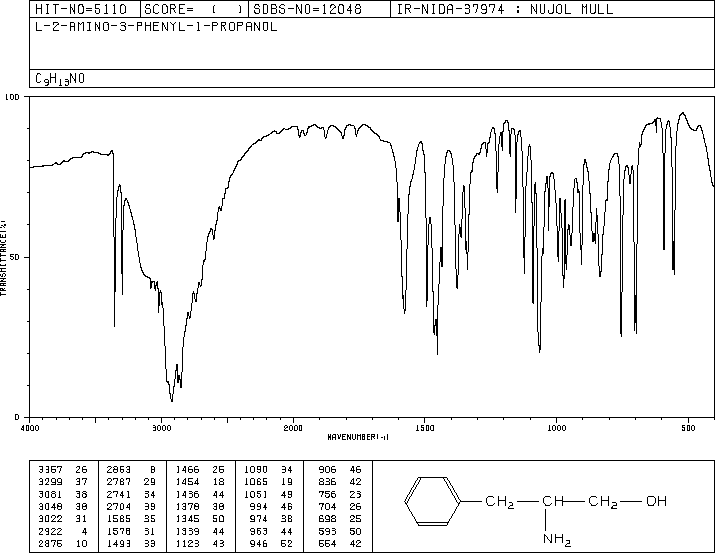 HIT-NO=5110 SCORE= ( ) SDBS-NO=12048 IR-NIDA-37974 : NUJOL MULL
L-2-AMINO-3-PHENYL-1-PROPANOL
C9H13NO
100
50
0
TRANSMITTANCE(%)
4000 3000 2000 1500 1000 500
WAVENUMBER(-1)
3357 26 2853 8 1466 25 1090 34 906 46
3299 37 2787 29 1454 18 1065 19 836 42
3081 38 2741 34 1436 44 1051 49 756 23
3048 38 2704 39 1378 38 994 46 704 26
3022 31 1585 35 1345 50 974 38 698 25
2922 4 1578 31 1339 44 963 44 593 50
2875 10 1493 33 1123 43 946 52 554 42
CH2 CH CH2 OH
NH2